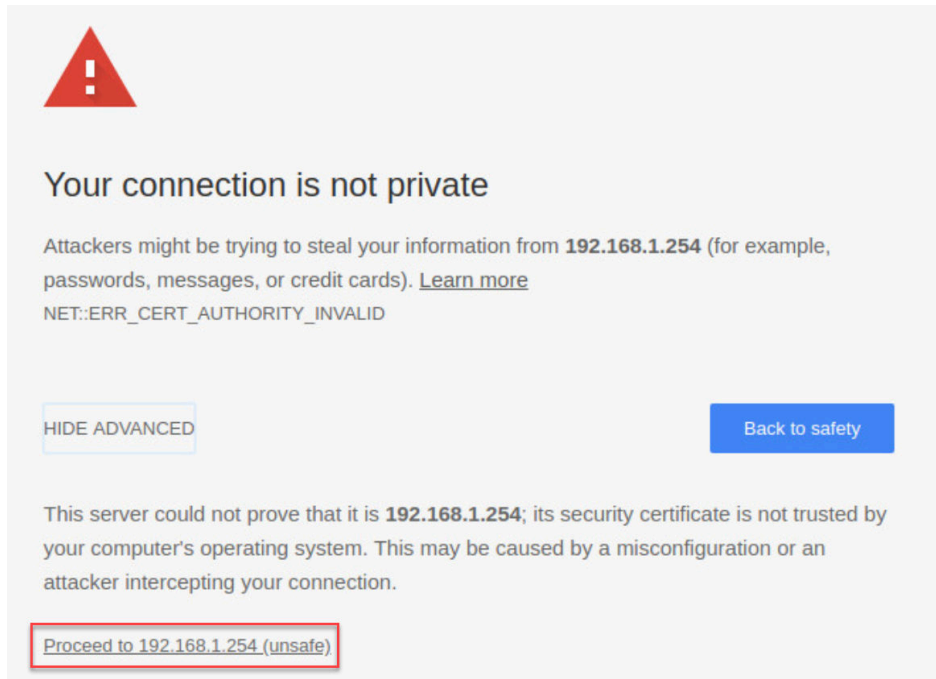 !
Your connection is not private
Attackers might be trying to steal your information from 192.168.1.254 (for example,
passwords, messages, or credit cards). Learn more
NET::ERR_CERT_AUTHORITY_INVALID
HIDE ADVANCED
Back to safety
This server could not prove that it is 192.168.1.254; its security certificate is not trusted by
your computer's operating system. This may be caused by a misconfiguration or an
attacker intercepting your connection.
Proceed to 192.168.1.254 (unsafe)